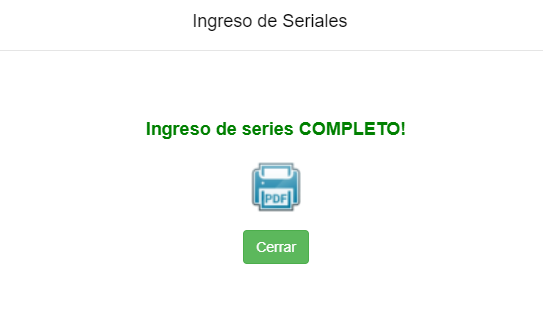 Ingreso de Seriales
Ingreso de series COMPLETO!
PDF
Cerrar